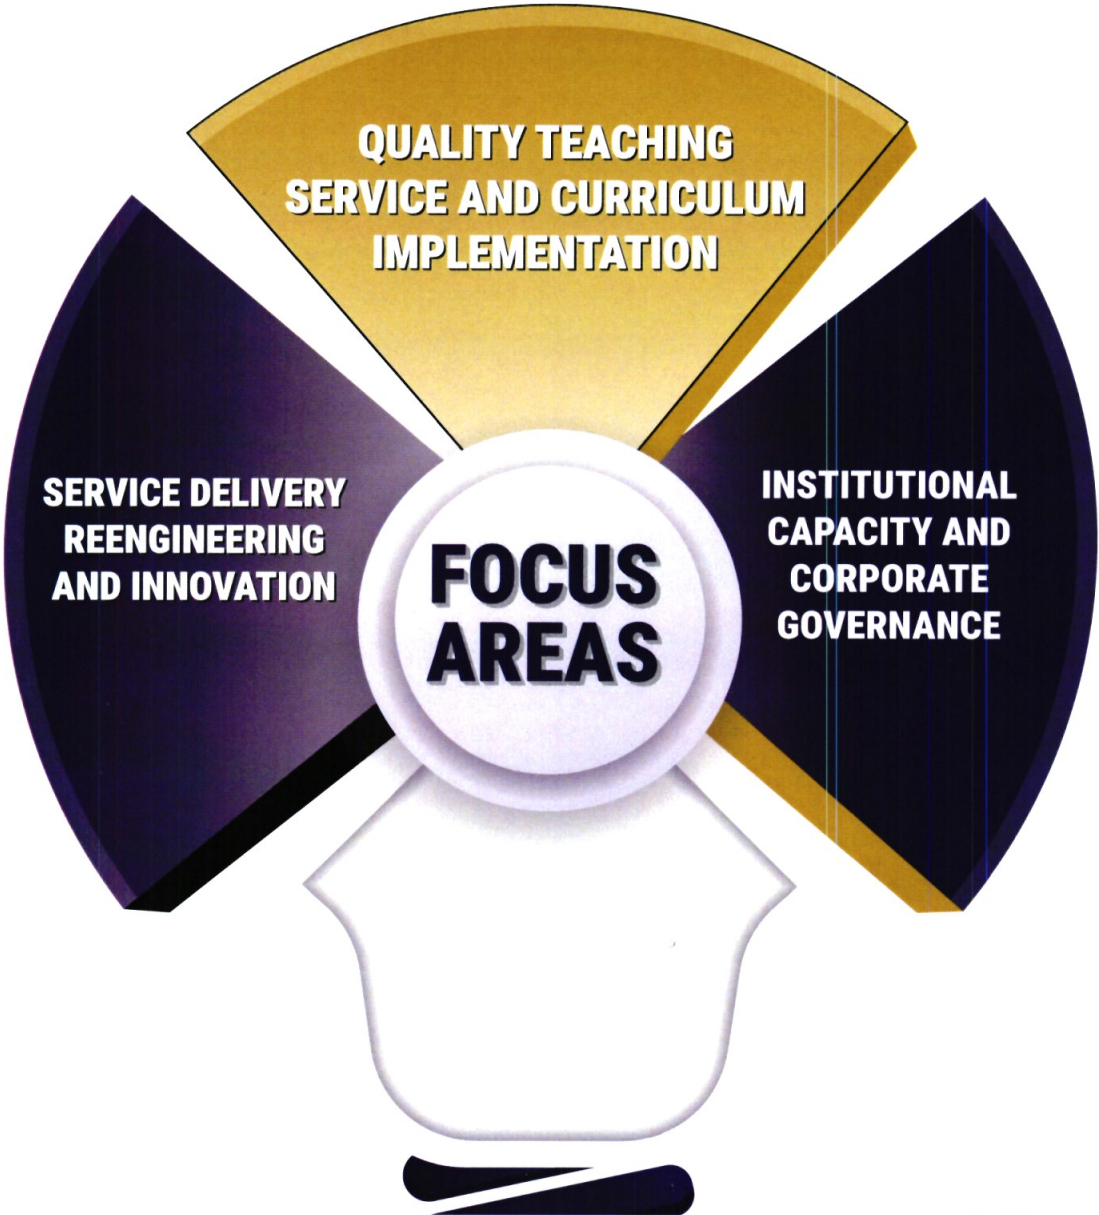 QUALITY TEACHING
SERVICE AND CURRICULUM
IMPLEMENTATION
SERVICE DELIVERY
REENGINEERING
AND INNOVATION
FOCUS
AREAS
INSTITUTIONAL
CAPACITY AND
CORPORATE
GOVERNANCE